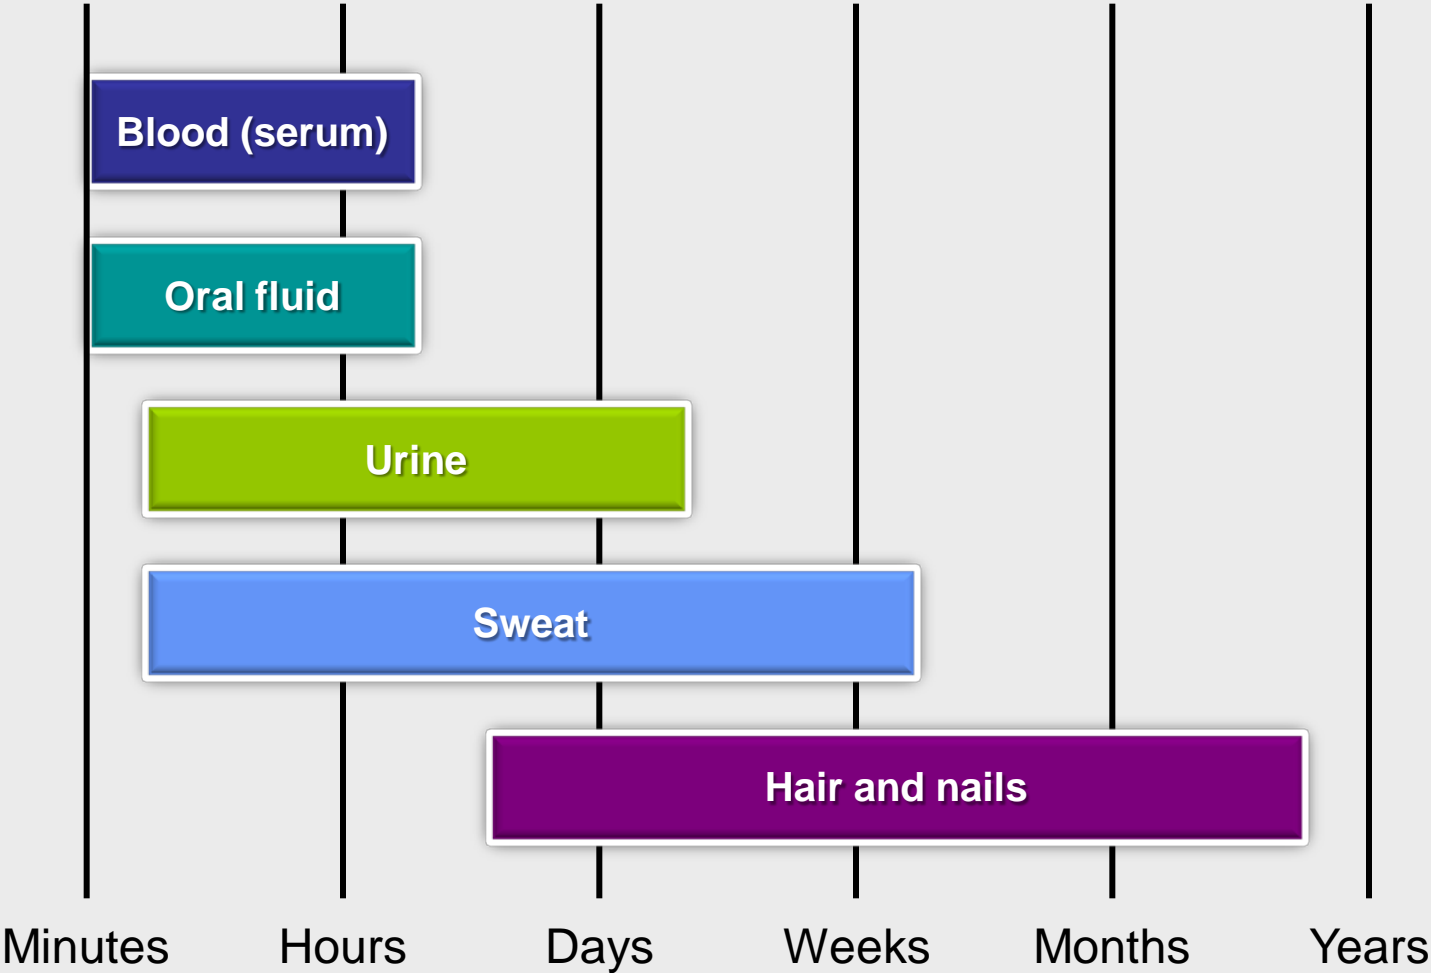 Blood (serum)
Oral fluid
Urine
Sweat
Hair and nails
Minutes Hours Days Weeks Months Years